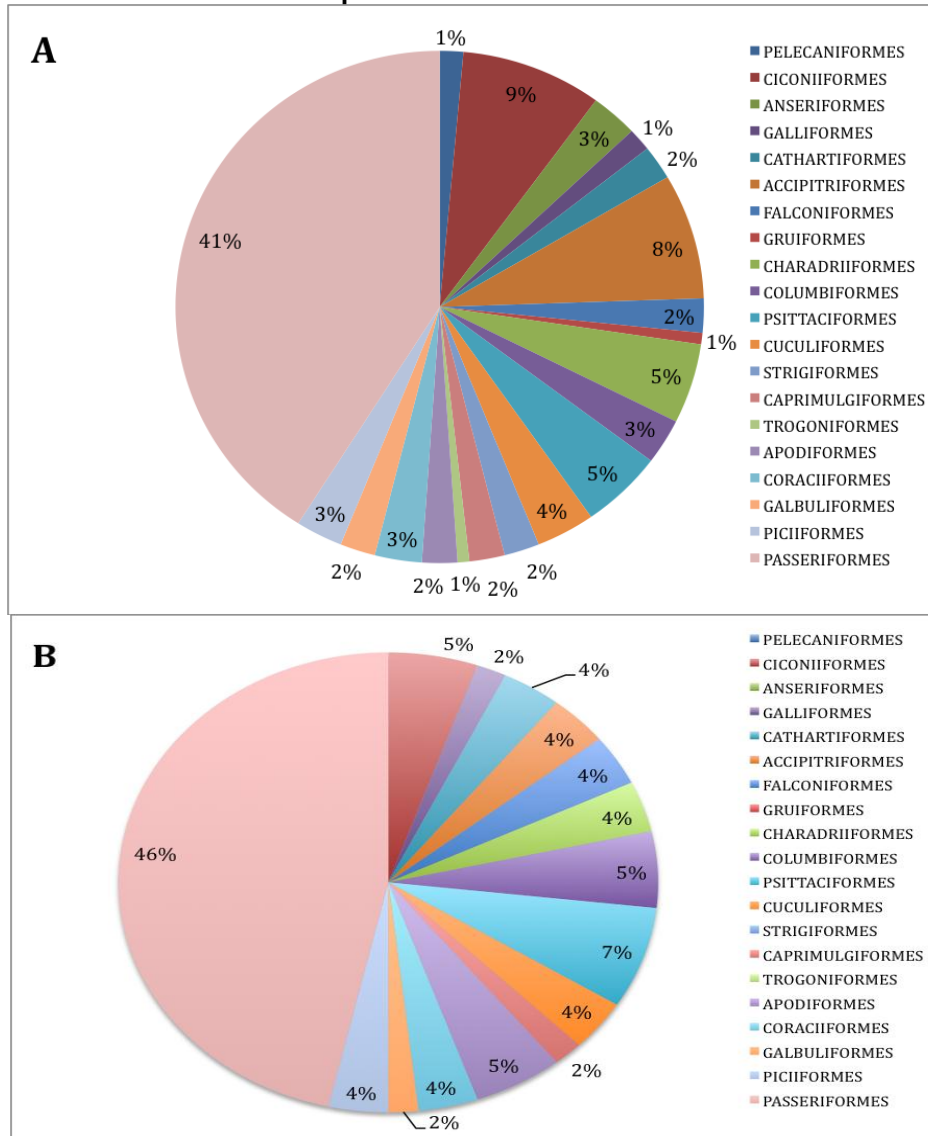 A
1%
9%
3%
1%
2%
8%
2%
1%
5%
3%
5%
4%
2%
2%
1%
2%
3%
2%
3%
41%
PELECANIFORMES
CICONIIFORMES
ANSERIFORMES
GALLIFORMES
CATHARTIFORMES
ACCIPITRIFORMES
FALCONIFORMES
GRUIFORMES
CHARADRIIFORMES
COLUMBIFORMES
PSITTACIFORMES
CUCULIFORMES
STRIGIFORMES
CAPRIMULGIFORMES
TROGONIFORMES
APODIFORMES
CORACIIFORMES
GALBULIFORMES
PICIIFORMES
PASSERIFORMES
B
5%
2%
4%
4%
4%
4%
5%
7%
4%
2%
5%
4%
2%
4%
46%
PELECANIFORMES
CICONIIFORMES
ANSERIFORMES
GALLIFORMES
CATHARTIFORMES
ACCIPITRIFORMES
FALCONIFORMES
GRUIFORMES
CHARADRIIFORMES
COLUMBIFORMES
PSITTACIFORMES
CUCULIFORMES
STRIGIFORMES
CAPRIMULGIFORMES
TROGONIFORMES
APODIFORMES
CORACIIFORMES
GALBULIFORMES
PICIIFORMES
PASSERIFORMES